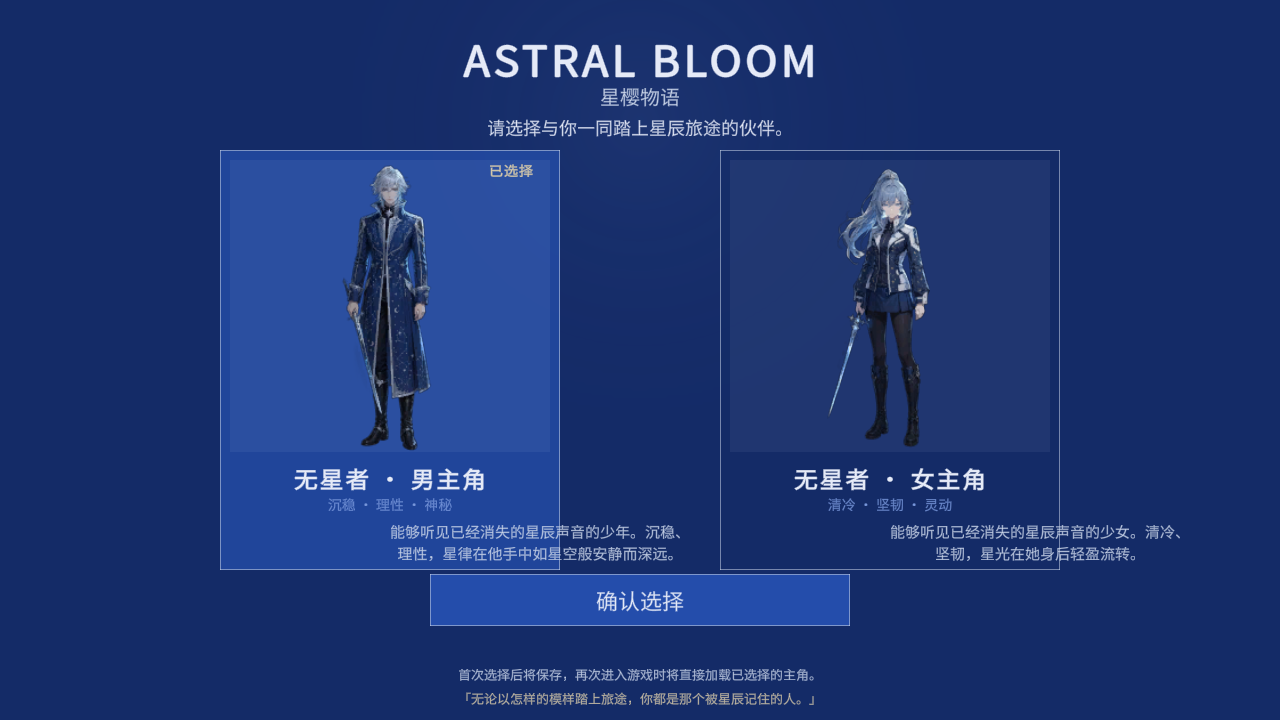 ASTRAL BLOOM
星樱物语
请选择与你一同踏上星辰旅途的伙伴。
已选择
无星者 · 男主角
沉稳 · 理性 · 神秘
能够听见已经消失的星辰声音的少年。沉稳、
理性，星律在他手中如星空般安静而深远。
无星者 · 女主角
清冷 · 坚韧 · 灵动
能够听见已经消失的星辰声音的少女。清冷、
坚韧，星光在她身后轻盈流转。
确认选择
首次选择后将保存，再次进入游戏时将直接加载已选择的主角。
「无论以怎样的模样踏上旅途，你都是那个被星辰记住的人。」